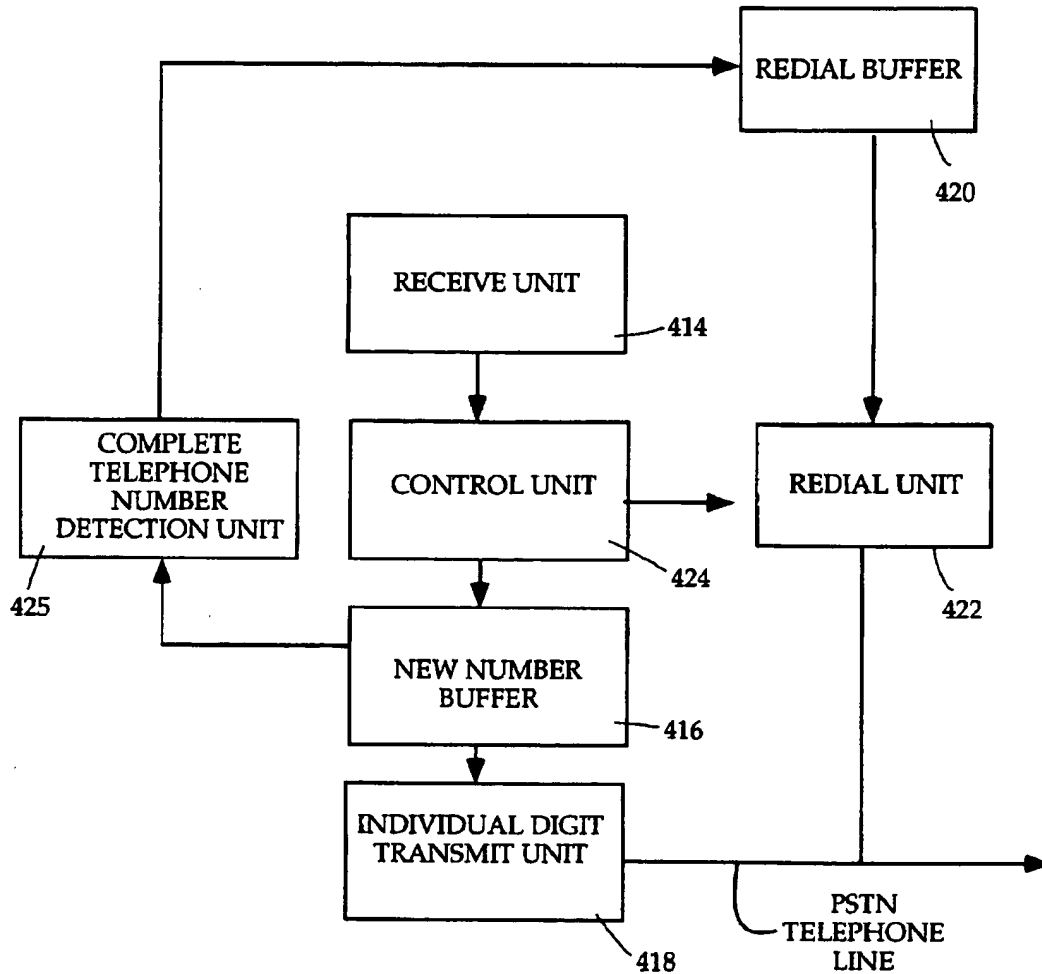 REDIAL BUFFER
420
RECEIVE UNIT
414
COMPLETE
TELEPHONE
NUMBER
DETECTION UNIT
425
CONTROL UNIT
424
REDIAL UNIT
422
NEW NUMBER
BUFFER
416
INDIVIDUAL DIGIT
TRANSMIT UNIT
418
PSTN
TELEPHONE
LINE